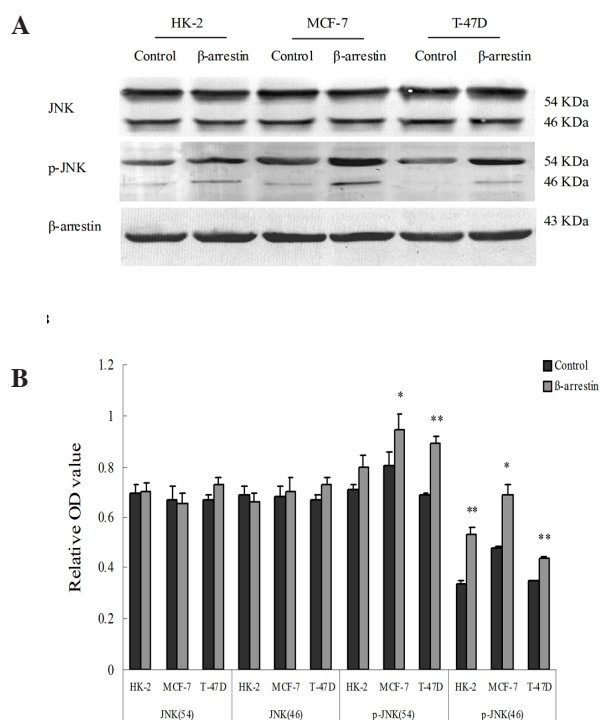 A
HK-2 MCF-7 T-47D
Control β-arrestin Control β-arrestin Control β-arrestin
JNK
54 KDa
46 KDa
p-JNK
54 KDa
46 KDa
β-arrestin
43 KDa
B
1.2
1
0.8
0.6
0.4
0.2
0
Relative OD value
Control
ß-arrestin
* ** ** * **
HK-2 MCF-7 T-47D HK-2 MCF-7 T-47D HK-2 MCF-7 T-47D HK-2 MCF-7 T-47D
JNK(54) JNK(46) p-JNK(54) p-JNK(46)